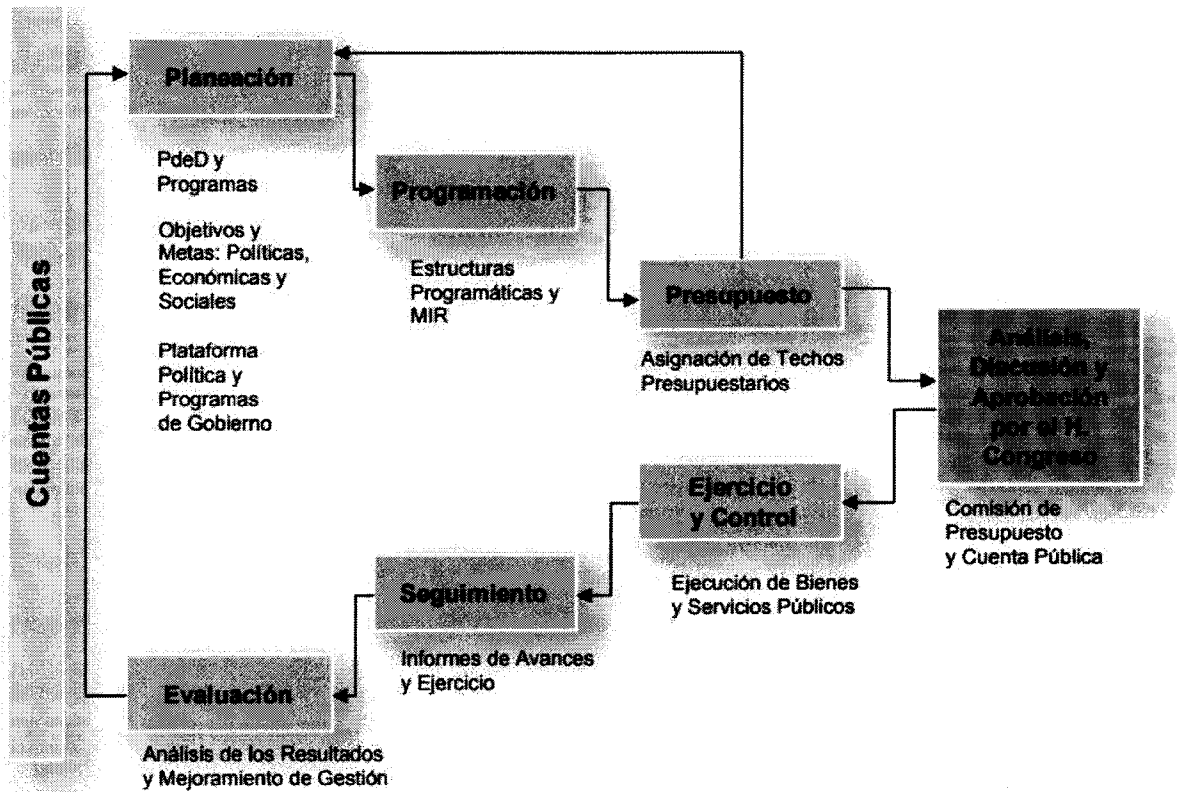 Cuentas Públicas
Planeación
PdeD y
Programas
Objetivos y
Metas: Políticas,
Económicas y
Sociales
Plataforma
Política y
Programas
de Gobierno
Programación
Estructuras
Programáticas y
MIR
Presupuesto
Asignación de Techos
Presupuestarios
Análisis,
Discusión y
Aprobación
por el H.
Congreso
Comisión de
Presupuesto
y Cuenta Pública
Ejercicio
y Control
Ejecución de Bienes
y Servicios Públicos
Seguimiento
Informes de Avances
y Ejercicio
Evaluación
Análisis de los Resultados
y Mejoramiento de Gestión